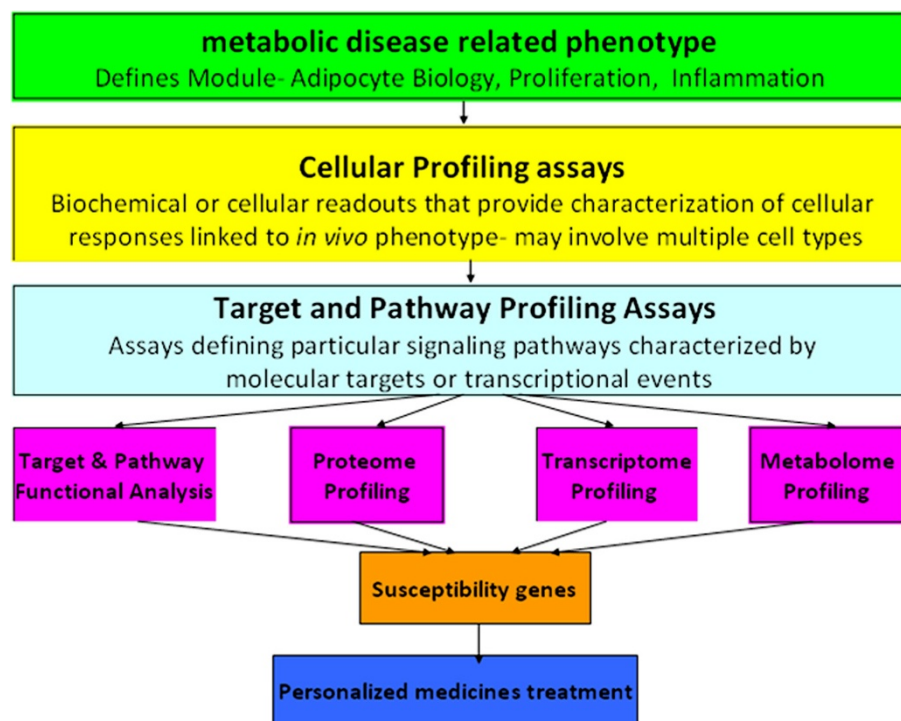 metabolic disease related phenotype
Defines Module- Adipocyte Biology, Proliferation, Inflammation
Cellular Profiling assays
Biochemical or cellular readouts that provide characterization of cellular
responses linked to in vivo phenotype- may involve multiple cell types
Target and Pathway Profiling Assays
Assays defining particular signaling pathways characterized by
molecular targets or transcriptional events
Target & Pathway
Functional Analysis
Proteome
Profiling
Transcriptome
Profiling
Metabolome
Profiling
Susceptibility genes
Personalized medicines treatment